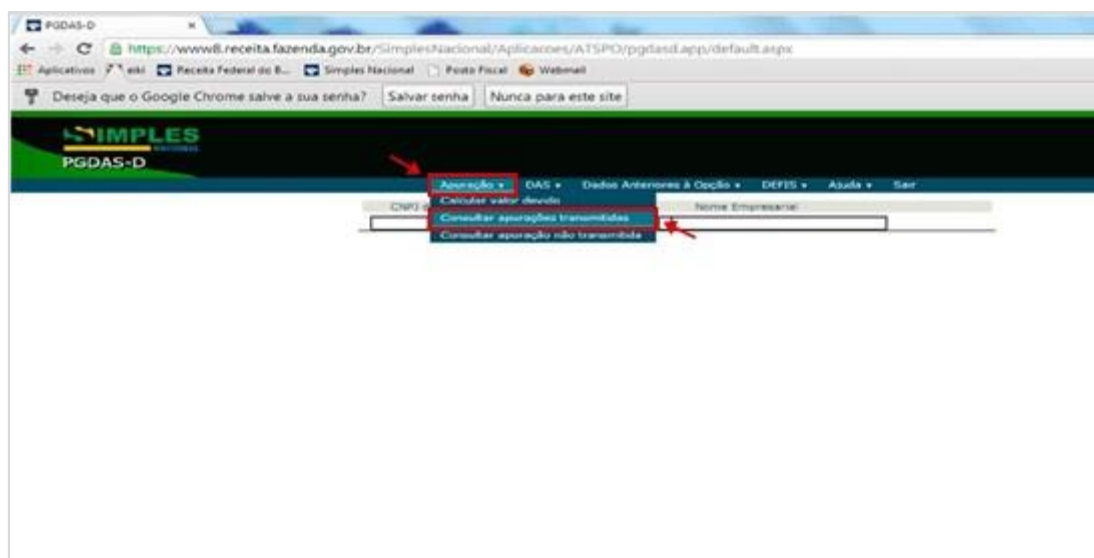 PGDAS-D
https://www8.receita.fazenda.gov.br/SimplesNacional/Aplicacoes/ATSPO/pgdasd.app/default.aspx
Aplicativos Receita Federal do B... Simples Nacional Posto Fiscal Webmail
Deseja que o Google Chrome salve a sua senha? Salvar senha Nunca para este site
SIMPLES
NACIONAL
PGDAS-D
Apuração DAS Dados Anteriores à Opção DEFIS Ajuda Sair
Calcular valor devido
CNPJ Nome Empresarial
Consultar apurações transmitidas
Consultar apuração não transmitida